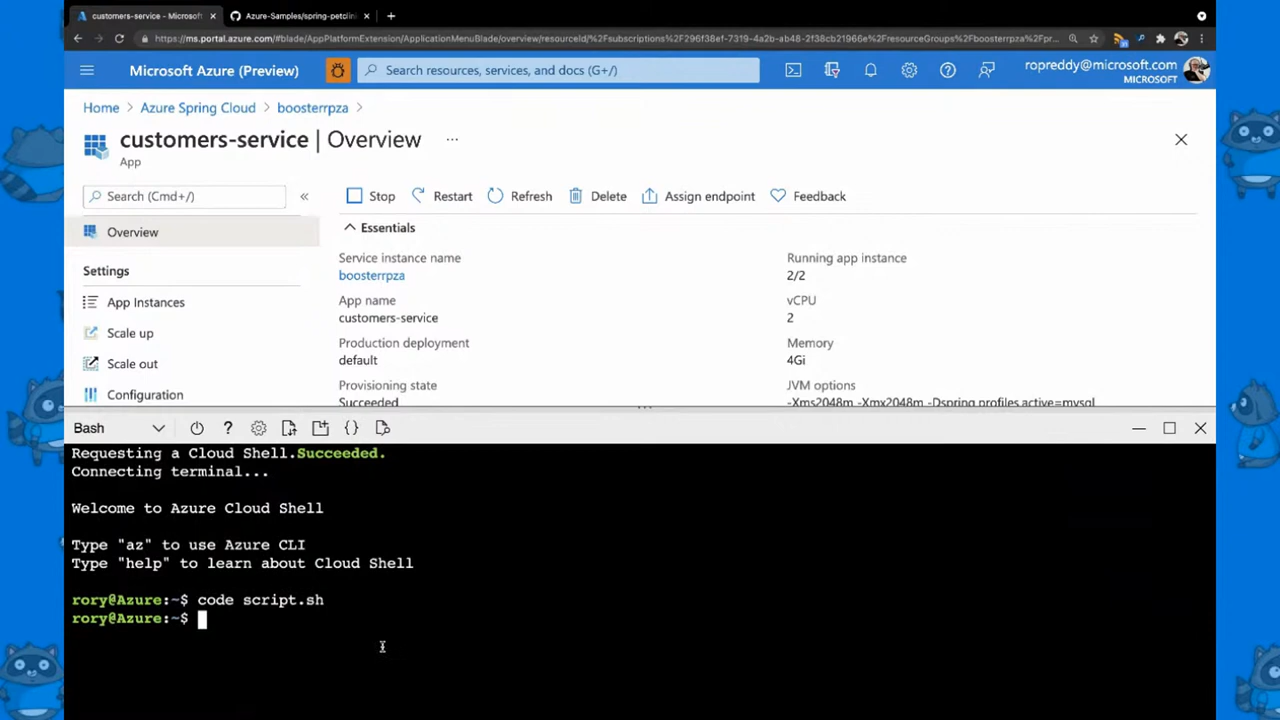 customers-service - Microsoft
Azure-Samples/spring-petclin
https://ms.portal.azure.com/#blade/AppPlatformExtension/ApplicationMenuBlade/overview/resourceId/%2Fsubscriptions%2F296f38ef-7319-4a2b-ab48-2f38cb21966e%2FresourceGroups%2Fboosterrpza%2Fpr...
Microsoft Azure (Preview)
Search resources, services, and docs (G+/)
ropreddy@microsoft.com
MICROSOFT
Home > Azure Spring Cloud > boosterrpza >
customers-service | Overview ...
App
Search (Cmd+/)
«
Stop
Restart
Refresh
Delete
Assign endpoint
Feedback
Overview
Settings
App Instances
Scale up
Scale out
Configuration
Essentials
Service instance name
boosterrpza
App name
customers-service
Production deployment
default
Provisioning state
Succeeded
Running app instance
2/2
vCPU
2
Memory
4Gi
JVM options
-Xms2048m -Xmx2048m -Dspring.profiles.active=mysql
Bash
Requesting a Cloud Shell.Succeeded.
Connecting terminal...
Welcome to Azure Cloud Shell
Type "az" to use Azure CLI
Type "help" to learn about Cloud Shell
rory@Azure:~$ code script.sh
rory@Azure:~$